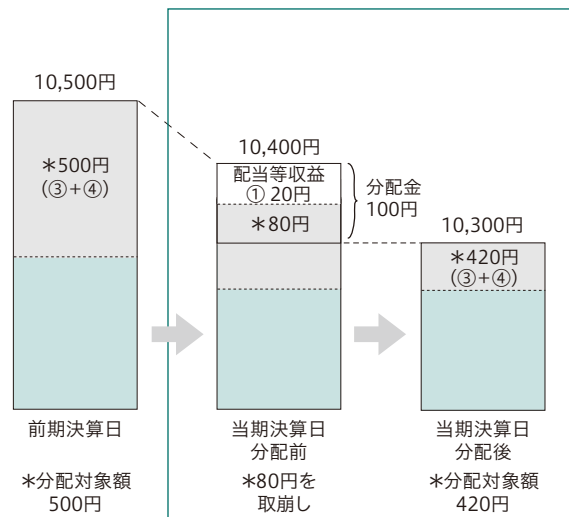 10,500円
＊500円
（③＋④）
前期決算日
＊分配対象額
500円
10,400円
配当等収益
① 20円
＊80円
分配金
100円
当期決算日
分配前
＊80円を
取崩し
10,300円
＊420円
（③＋④）
当期決算日
分配後
＊分配対象額
420円